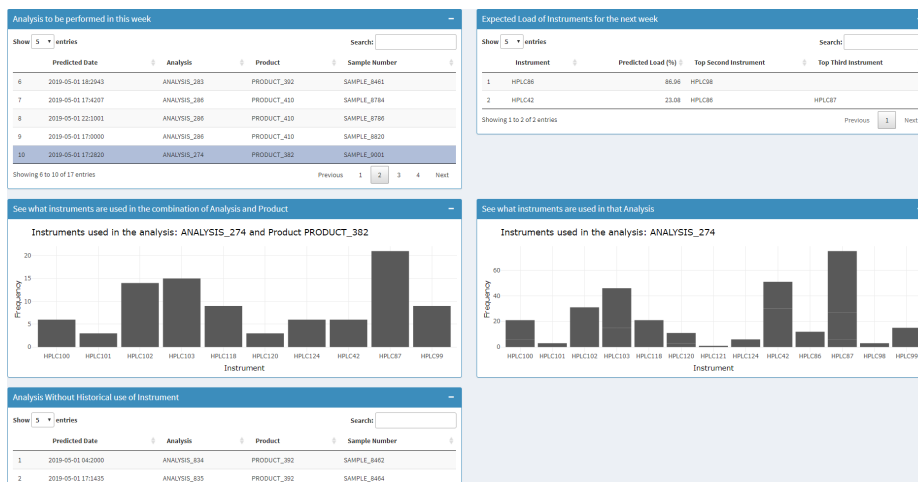 Analysis to be performed in this week
Show 5 entries
Search:
Predicted Date Analysis Product Sample Number
6 2019-05-01 18:2943 ANALYSIS_283 PRODUCT_392 SAMPLE_8461
7 2019-05-01 17:4207 ANALYSIS_286 PRODUCT_410 SAMPLE_8784
8 2019-05-01 22:1001 ANALYSIS_286 PRODUCT_410 SAMPLE_8786
9 2019-05-01 17:0000 ANALYSIS_286 PRODUCT_410 SAMPLE_8820
10 2019-05-01 17:2820 ANALYSIS_274 PRODUCT_382 SAMPLE_9001
Showing 6 to 10 of 17 entries
Previous 1 2 3 4 Next
Expected Load of Instruments for the next week
Show 5 entries
Search:
Instrument Predicted Load (%) Top Second Instrument Top Third Instrument
1 HPLC86 86.96 HPLC98
2 HPLC42 23.08 HPLC86 HPLC87
Showing 1 to 2 of 2 entries
Previous 1 Next
See what instruments are used in the combination of Analysis and Product
Instruments used in the analysis: ANALYSIS_274 and Product PRODUCT_382
20
15
10
5
0
Frequency
HPLC100 HPLC101 HPLC102 HPLC103 HPLC118 HPLC120 HPLC124 HPLC42 HPLC87 HPLC99
Instrument
See what instruments are used in that Analysis
Instruments used in the analysis: ANALYSIS_274
60
40
20
0
Frequency
HPLC100 HPLC101 HPLC102 HPLC103 HPLC118 HPLC120 HPLC121 HPLC124 HPLC42 HPLC86 HPLC87 HPLC98 HPLC99
Instrument
Analysis Without Historical use of Instrument
Show 5 entries
Search:
Predicted Date Analysis Product Sample Number
1 2019-05-01 04:2000 ANALYSIS_834 PRODUCT_392 SAMPLE_8462
2 2019-05-01 17:1435 ANALYSIS_835 PRODUCT_392 SAMPLE_8464